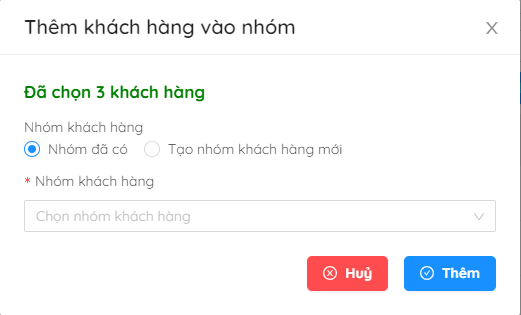 Thêm khách hàng vào nhóm
Đã chọn 3 khách hàng
Nhóm khách hàng
Nhóm đã có Tạo nhóm khách hàng mới
* Nhóm khách hàng
Chọn nhóm khách hàng
Huỷ Thêm